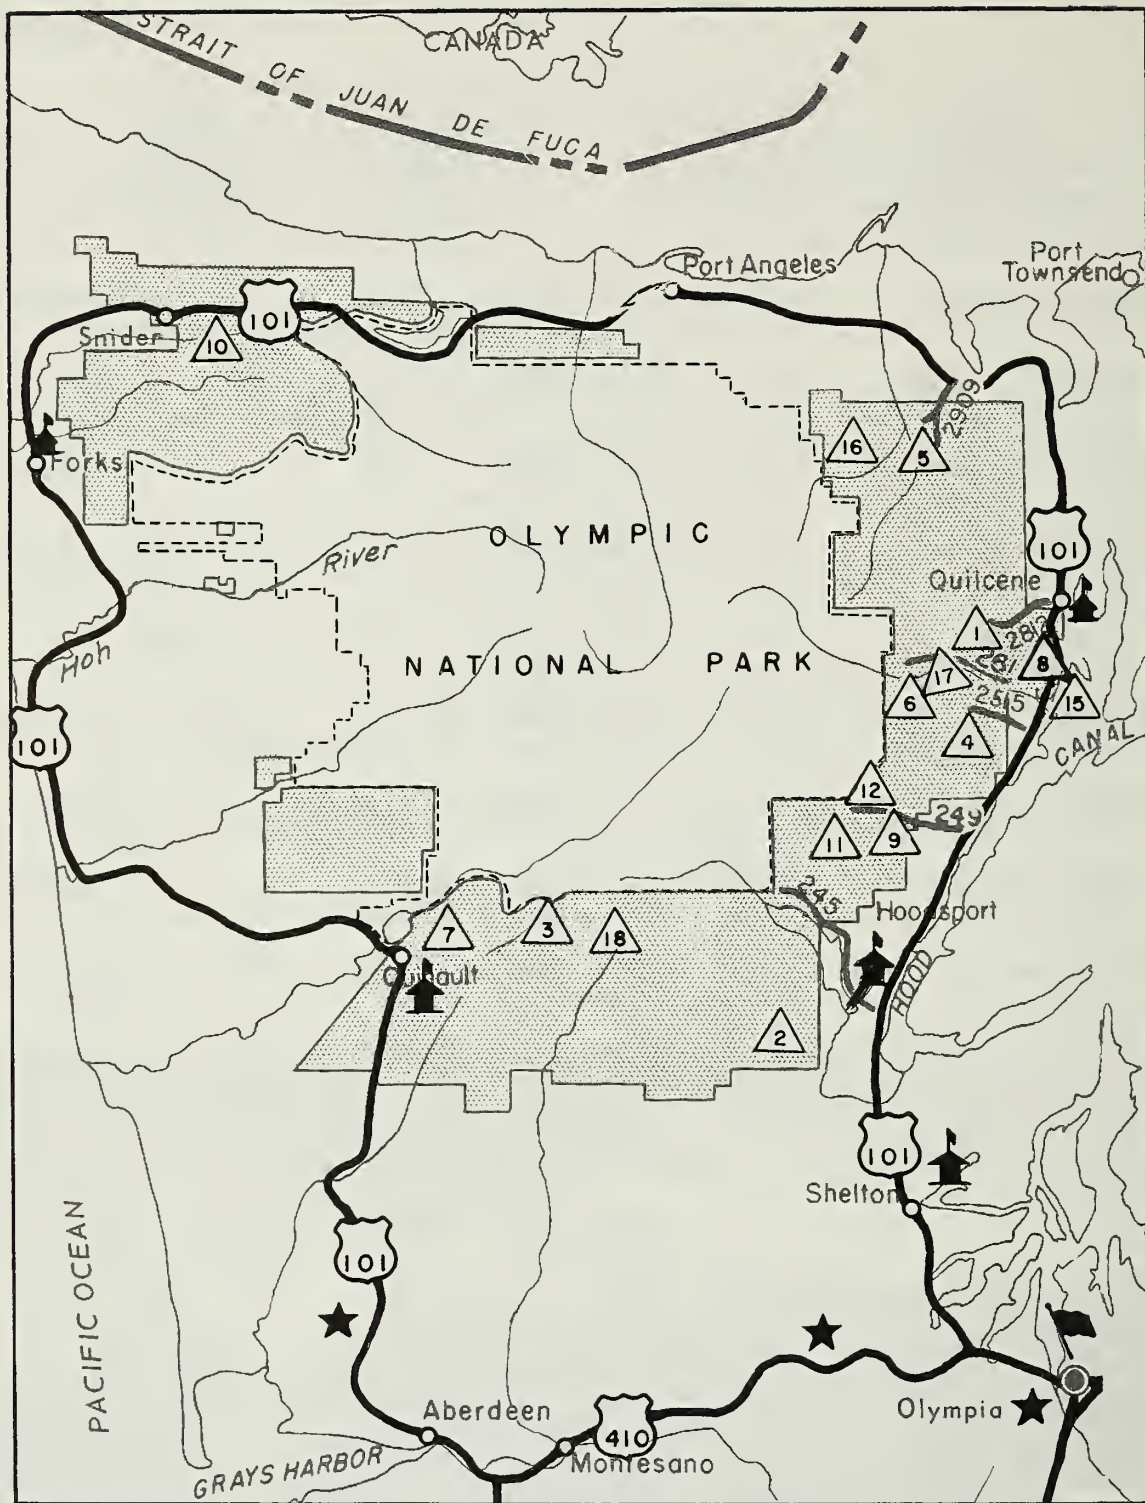 CANADA
STRAIT OF JUAN DE FUCA
Port Angeles
Port
Townsend
101
Snider
10
2909
16
5
Forks
OLYMPIC
101
River
Quilcene
1
2812
Hoh
NATIONAL PARK
281
8
17
6
2515
15
101
4
CANAL
12
249
11
9
245
Hoodsport
7
3
18
Quinault
HOOD
2
101
Shelton
101
PACIFIC OCEAN
Olympia
Aberdeen
410
GRAYS HARBOR
Montesano